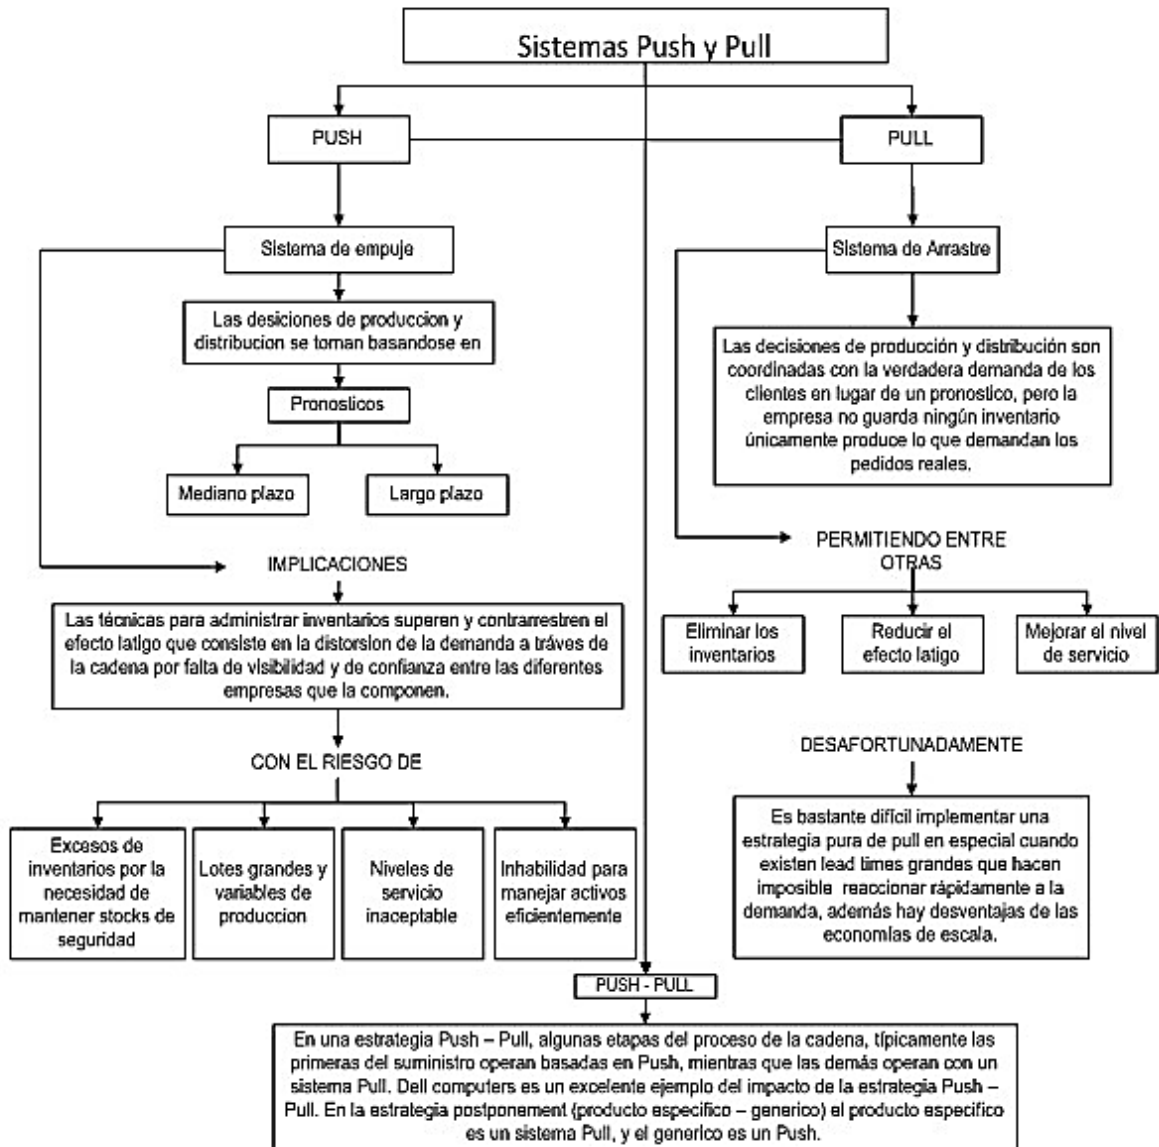 Sistemas Push y Pull
PUSH
PULL
Sistema de empuje
Sistema de Arrastre
Las desiciones de produccion y
distribucion se toman basandose en
Pronosticos
Mediano plazo
Largo plazo
Las decisiones de producción y distribución son
coordinadas con la verdadera demanda de los
clientes en lugar de un pronostico, pero la
empresa no guarda ningún inventario
únicamente produce lo que demandan los
pedidos reales.
IMPLICACIONES
Las técnicas para administrar inventarios superen y contrarrestren el
efecto latigo que consiste en la distorsion de la demanda a tráves de
la cadena por falta de visibilidad y de confianza entre las diferentes
empresas que la componen.
PERMITIENDO ENTRE
OTRAS
Eliminar los
inventarios
Reducir el
efecto latigo
Mejorar el nivel
de servicio
CON EL RIESGO DE
Excesos de
inventarios por la
necesidad de
mantener stocks de
seguridad
Lotes grandes y
variables de
produccion
Niveles de
servicio
inaceptable
Inhabilidad para
manejar activos
eficientemente
DESAFORTUNADAMENTE
Es bastante difícil implementar una
estrategia pura de pull en especial cuando
existen lead times grandes que hacen
imposible reaccionar rápidamente a la
demanda, además hay desventajas de las
economías de escala.
PUSH - PULL
En una estrategia Push – Pull, algunas etapas del proceso de la cadena, típicamente las
primeras del suministro operan basadas en Push, mientras que las demás operan con un
sistema Pull. Dell computers es un excelente ejemplo del impacto de la estrategia Push –
Pull. En la estrategia postponement (producto especifico – generico) el producto especifico
es un sistema Pull, y el generico es un Push.